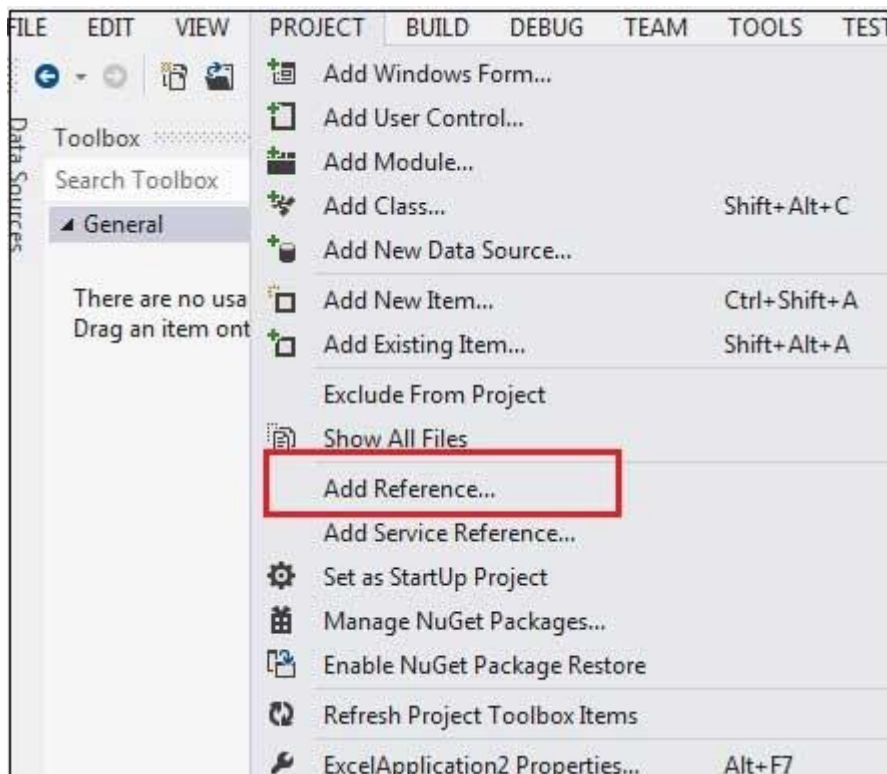 FILE EDIT VIEW PROJECT BUILD DEBUG TEAM TOOLS TEST
Data Sources
Toolbox
Search Toolbox
General
There are no usa
Drag an item ont
Add Windows Form...
Add User Control...
Add Module...
Add Class... Shift+Alt+C
Add New Data Source...
Add New Item... Ctrl+Shift+A
Add Existing Item... Shift+Alt+A
Exclude From Project
Show All Files
Add Reference...
Add Service Reference...
Set as StartUp Project
Manage NuGet Packages...
Enable NuGet Package Restore
Refresh Project Toolbox Items
ExcelApplication2 Properties... Alt+F7